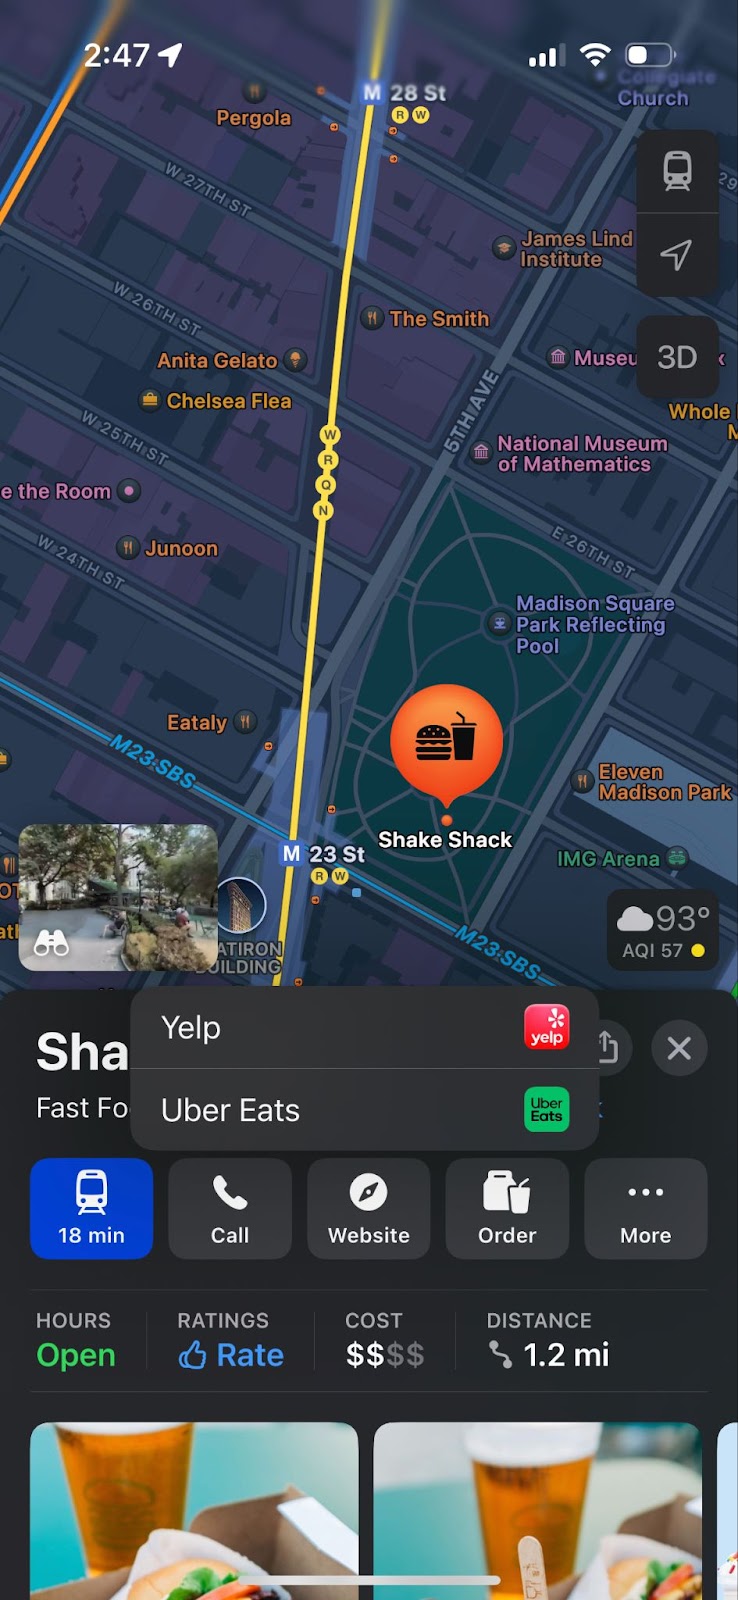 2:47
Collegiate
Church
M 28 St
R W
Pergola
W 27TH ST
29
James Lind
Institute
W 26TH ST
The Smith
Anita Gelato
Museu
3D
Chelsea Flea
Whole
M
5TH AVE
W 25TH ST
W
R
Q
N
National Museum
of Mathematics
e the Room
Junoon
W 24TH ST
E 26TH ST
Madison Square
Park Reflecting
Pool
Eataly
M23-SBS
Eleven
Madison Park
Shake Shack
M 23 St
R W
IMG Arena
ATIRON
BUILDING
M23-SBS
93°
AQI 57
Sha
Yelp
yelp
Fast Fo
Uber Eats
Uber
Eats
18 min
Call
Website
Order
More
HOURS
RATINGS
COST
DISTANCE
Open
Rate
$$$$
1.2 mi